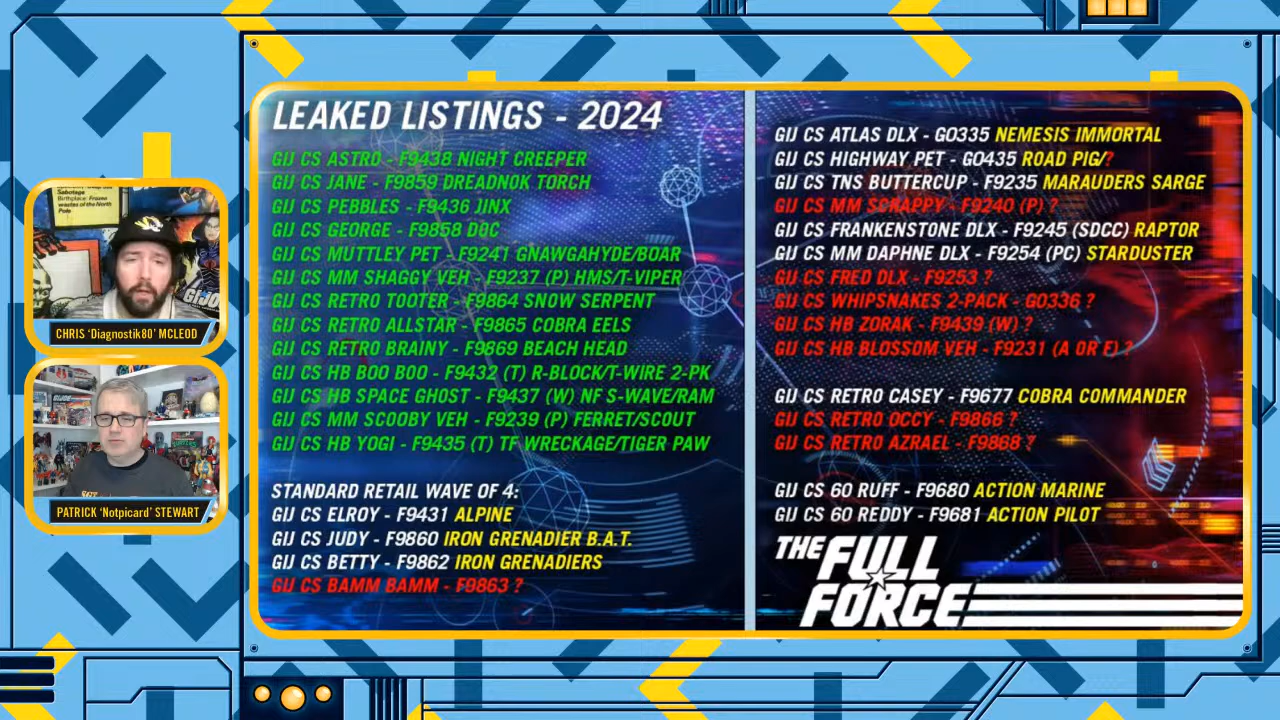 LEAKED LISTINGS - 2024
GIJ CS ASTRO - F9438 NIGHT CREEPER
GIJ CS JANE - F9859 DREADNOK TORCH
GIJ CS PEBBLES - F9436 JINX
GIJ CS GEORGE - F9858 DOC
GIJ CS MUTTLEY PET - F9241 GNAWGAHYDE/BOAR
GIJ CS MM SHAGGY VEH - F9237 (P) HMS/T-VIPER
GIJ CS RETRO TOOTER - F9864 SNOW SERPENT
GIJ CS RETRO ALLSTAR - F9865 COBRA EELS
GIJ CS RETRO BRAINY - F9869 BEACH HEAD
GIJ CS HB BOO BOO - F9432 (T) R-BLOCK/T-WIRE 2-PK
GIJ CS HB SPACE GHOST - F9437 (W) NF S-WAVE/RAM
GIJ CS MM SCOOBY VEH - F9239 (P) FERRET/SCOUT
GIJ CS HB YOGI - F9435 (T) TF WRECKAGE/TIGER PAW
STANDARD RETAIL WAVE OF 4:
GIJ CS ELROY - F9431 ALPINE
GIJ CS JUDY - F9860 IRON GRENADIER B.A.T.
GIJ CS BETTY - F9862 IRON GRENADIERS
GIJ CS BAMM BAMM - F9863 ?
GIJ CS ATLAS DLX - G0335 NEMESIS IMMORTAL
GIJ CS HIGHWAY PET - G0435 ROAD PIG/?
GIJ CS TNS BUTTERCUP - F9235 MARAUDERS SARGE
GIJ CS MM SCRAPPY - F9240 (P) ?
GIJ CS FRANKENSTONE DLX - F9245 (SDCC) RAPTOR
GIJ CS MM DAPHNE DLX - F9254 (PC) STARDUSTER
GIJ CS FRED DLX - F9253 ?
GIJ CS WHIPSNAKES 2-PACK - G0336 ?
GIJ CS HB ZORAK - F9439 (W) ?
GIJ CS HB BLOSSOM VEH - F9231 (A OR E) ?
GIJ CS RETRO CASEY - F9677 COBRA COMMANDER
GIJ CS RETRO OCCY - F9866 ?
GIJ CS RETRO AZRAEL - F9868 ?
GIJ CS 60 RUFF - F9680 ACTION MARINE
GIJ CS 60 REDDY - F9681 ACTION PILOT
THE FULL
FORCE
Sabotage
Birthplace: Frozen
wastes of the North
Pole
GIJOE
CHRIS 'Diagnostik80' MCLEOD
PATRICK 'Notpicard' STEWART